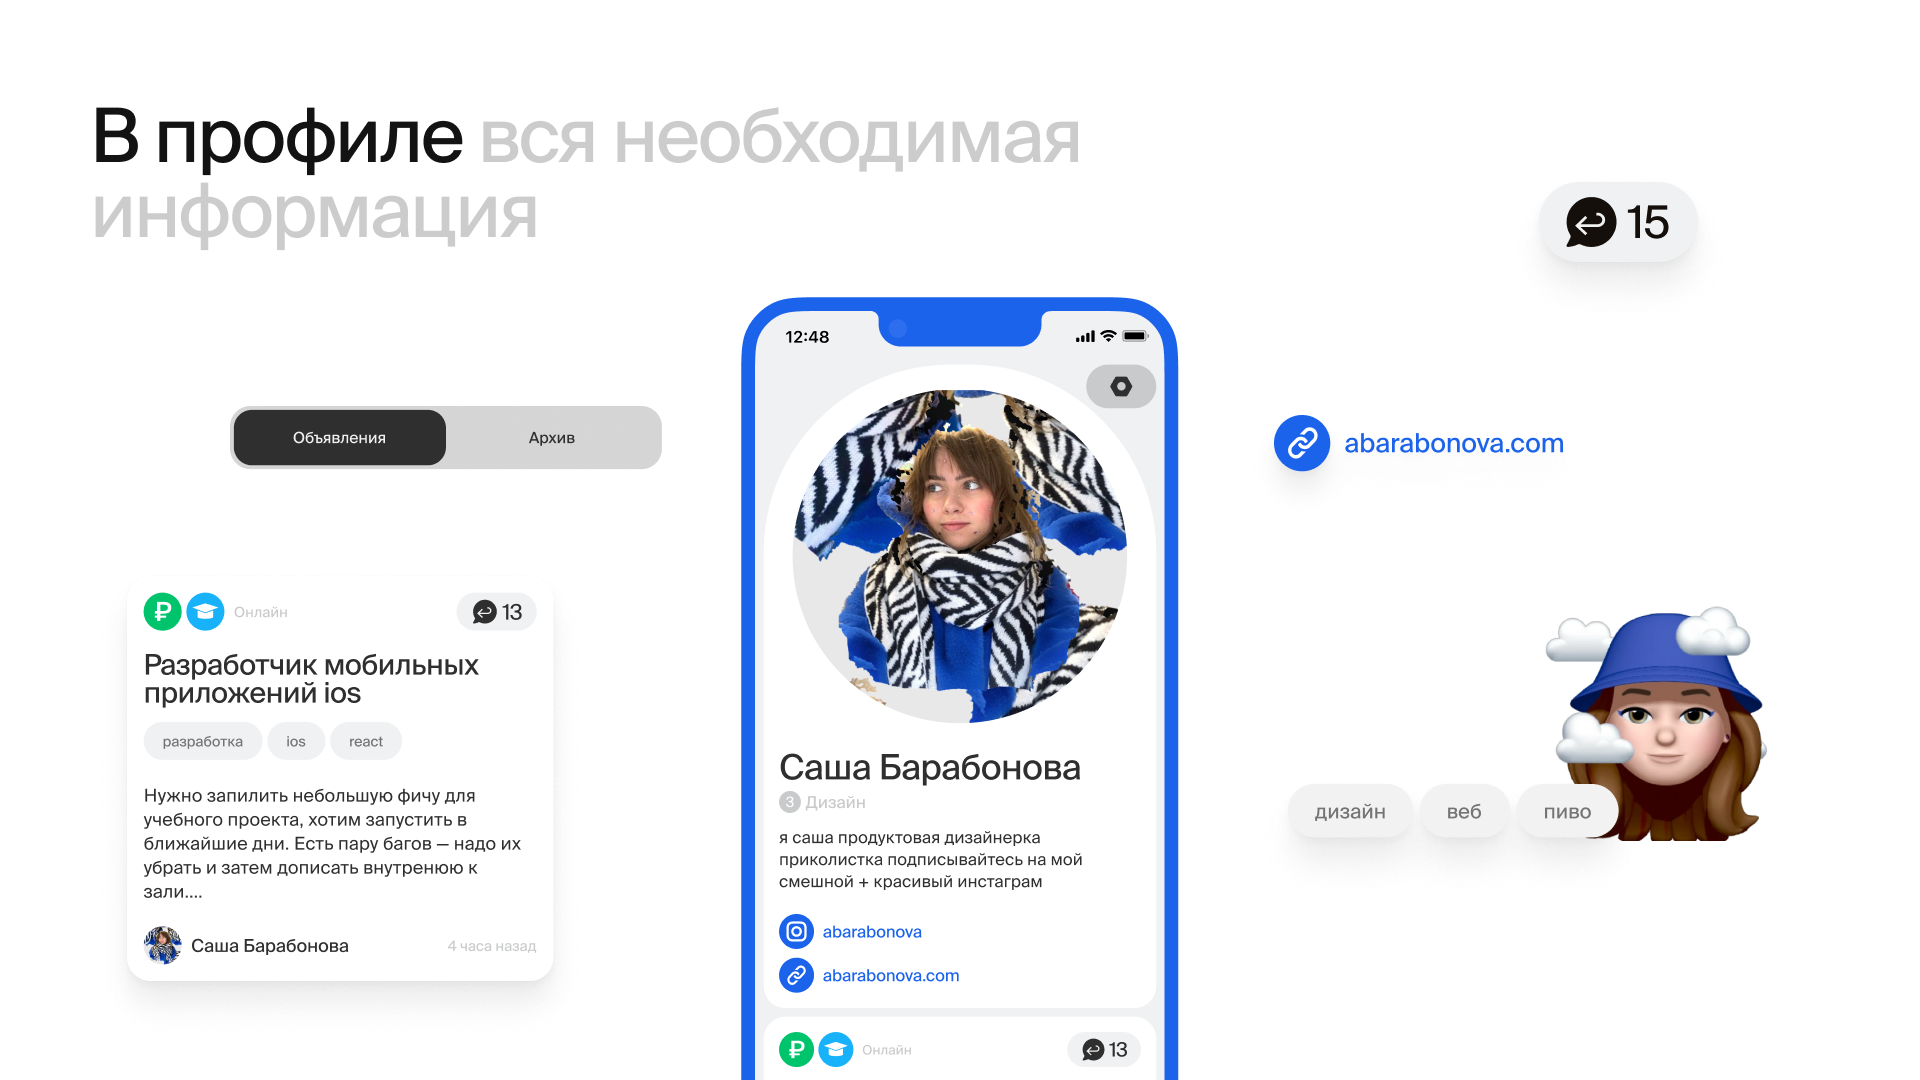 В профиле вся необходимая
информация
15
12:48
Объявления
Архив
abarabonova.com
Онлайн
13
Разработчик мобильных
приложений ios
разработка
ios
react
Нужно запилить небольшую фичу для
учебного проекта, хотим запустить в
ближайшие дни. Есть пару багов — надо их
убрать и затем дописать внутренюю к
зали....
Саша Барабонова
4 часа назад
Саша Барабонова
3 Дизайн
я саша продуктовая дизайнерка
приколистка подписывайтесь на мой
смешной + красивый инстаграм
abarabonova
abarabonova.com
Онлайн
13
дизайн
веб
пиво